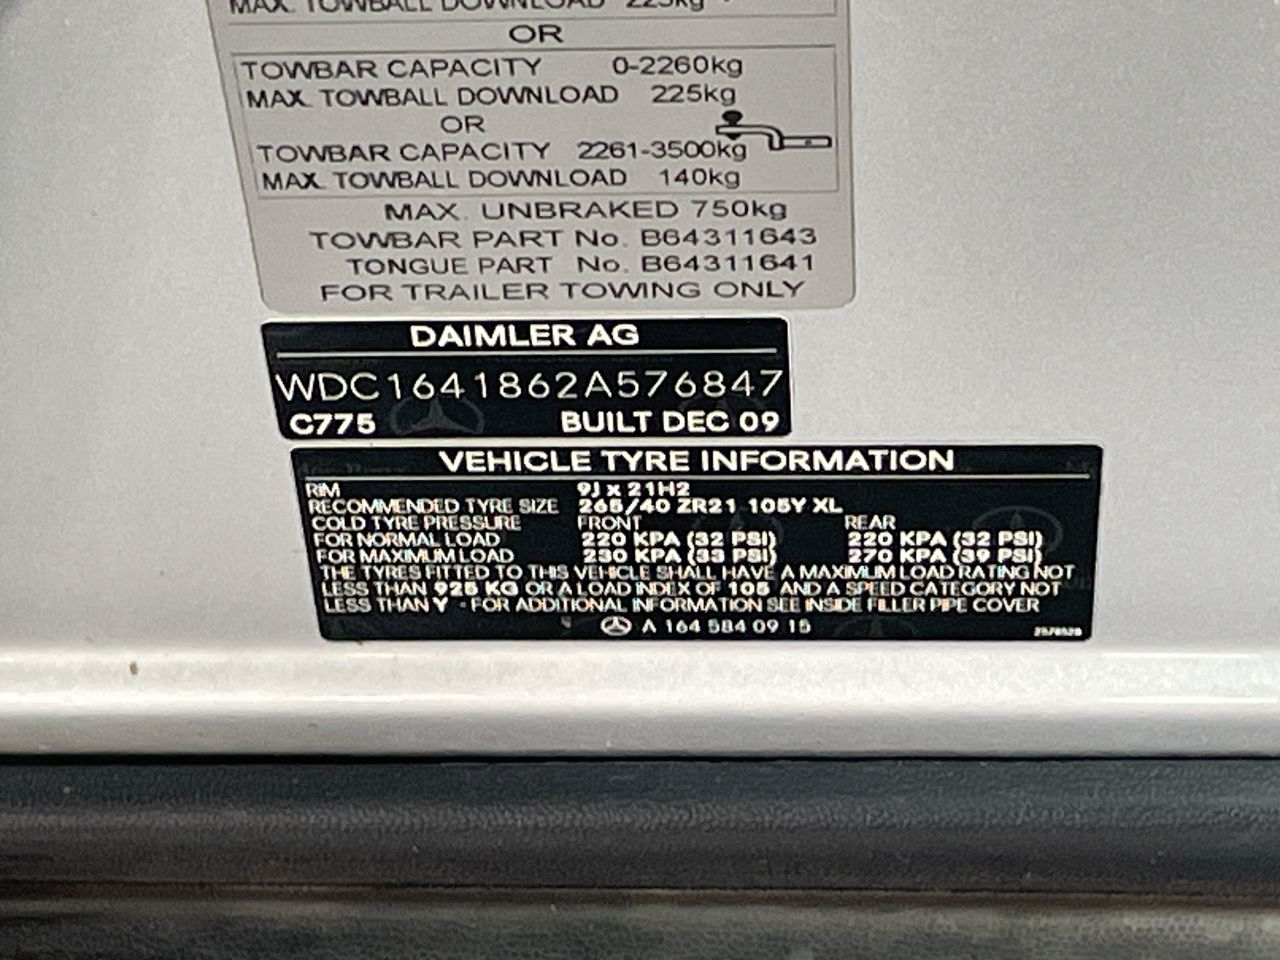 MAX. TOWBALL DOWNLOAD 225kg
OR
TOWBAR CAPACITY 0-2260kg
MAX. TOWBALL DOWNLOAD 225kg
OR
TOWBAR CAPACITY 2261-3500kg
MAX. TOWBALL DOWNLOAD 140kg
MAX. UNBRAKED 750kg
TOWBAR PART No. B64311643
TONGUE PART No. B64311641
FOR TRAILER TOWING ONLY
DAIMLER AG
WDC1641862A576847
C775 BUILT DEC 09
VEHICLE TYRE INFORMATION
RIM 9J x 21H2
RECOMMENDED TYRE SIZE 265/40 ZR21 105Y XL
COLD TYRE PRESSURE FRONT REAR
FOR NORMAL LOAD 220 KPA (32 PSI) 220 KPA (32 PSI)
FOR MAXIMUM LOAD 230 KPA (33 PSI) 270 KPA (39 PSI)
THE TYRES FITTED TO THIS VEHICLE SHALL HAVE A MAXIMUM LOAD RATING NOT
LESS THAN 925 KG OR A LOAD INDEX OF 105 AND A SPEED CATEGORY NOT
LESS THAN Y - FOR ADDITIONAL INFORMATION SEE INSIDE FILLER PIPE COVER
A 164 584 09 15